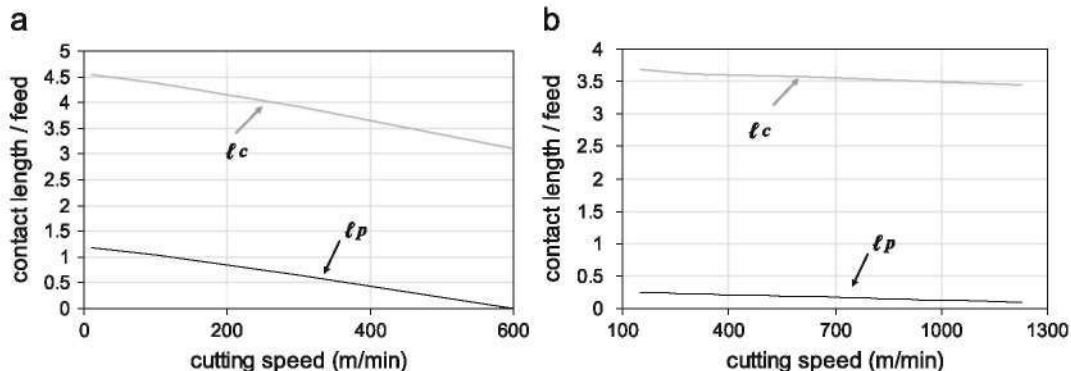 a
contact length / feed
5
4.5
4
3.5
3
2.5
2
1.5
1
0.5
0
ℓc
ℓp
0 200 400 600
cutting speed (m/min)
b
contact length / feed
4
3.5
3
2.5
2
1.5
1
0.5
0
ℓc
ℓp
100 400 700 1000 1300
cutting speed (m/min)